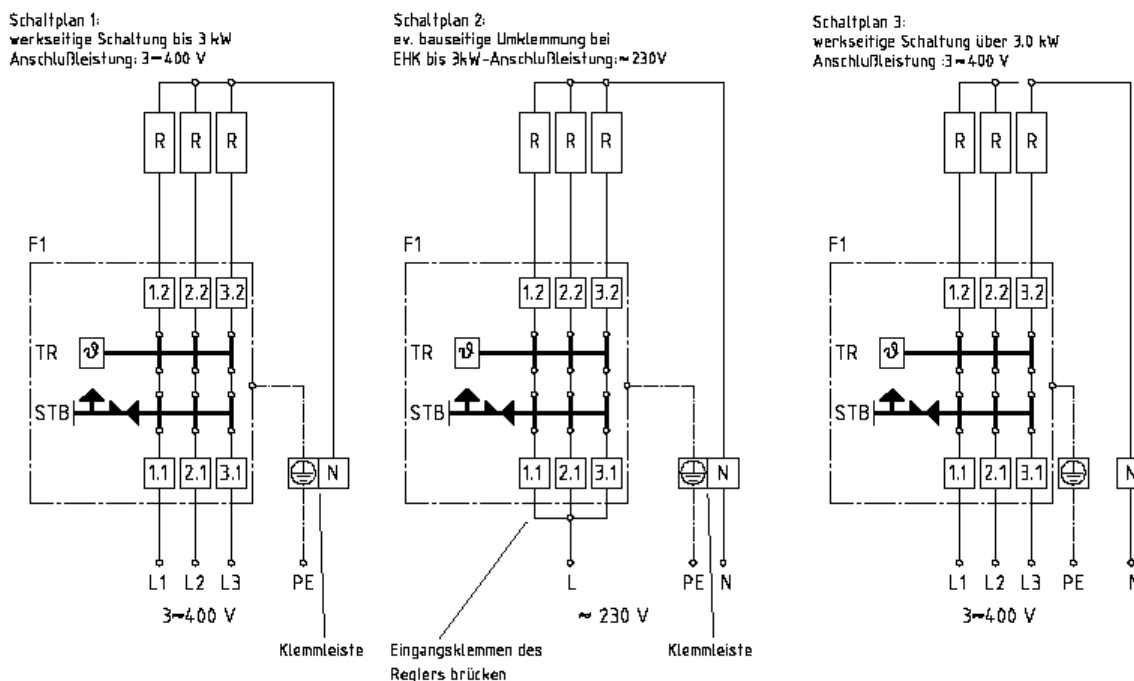 Schaltplan 1:
werkseitige Schaltung bis 3 kW
Anschlußleistung: 3~400 V
R R R
F1
1.2 2.2 3.2
TR ϑ
STB
1.1 2.1 3.1 N
L1 L2 L3 PE
3~400 V
Klemmleiste
Schaltplan 2:
ev. bauseitige Umklemmung bei
EHK bis 3kW-Anschlußleistung:~230V
R R R
F1
1.2 2.2 3.2
TR ϑ
STB
1.1 2.1 3.1 N
L PE N
~ 230 V
Eingangsklemmen des
Reglers brücken
Klemmleiste
Schaltplan 3:
werkseitige Schaltung über 3.0 kW
Anschlußleistung :3~400 V
R R R
F1
1.2 2.2 3.2
TR ϑ
STB
1.1 2.1 3.1 N
L1 L2 L3 PE N
3~400 V